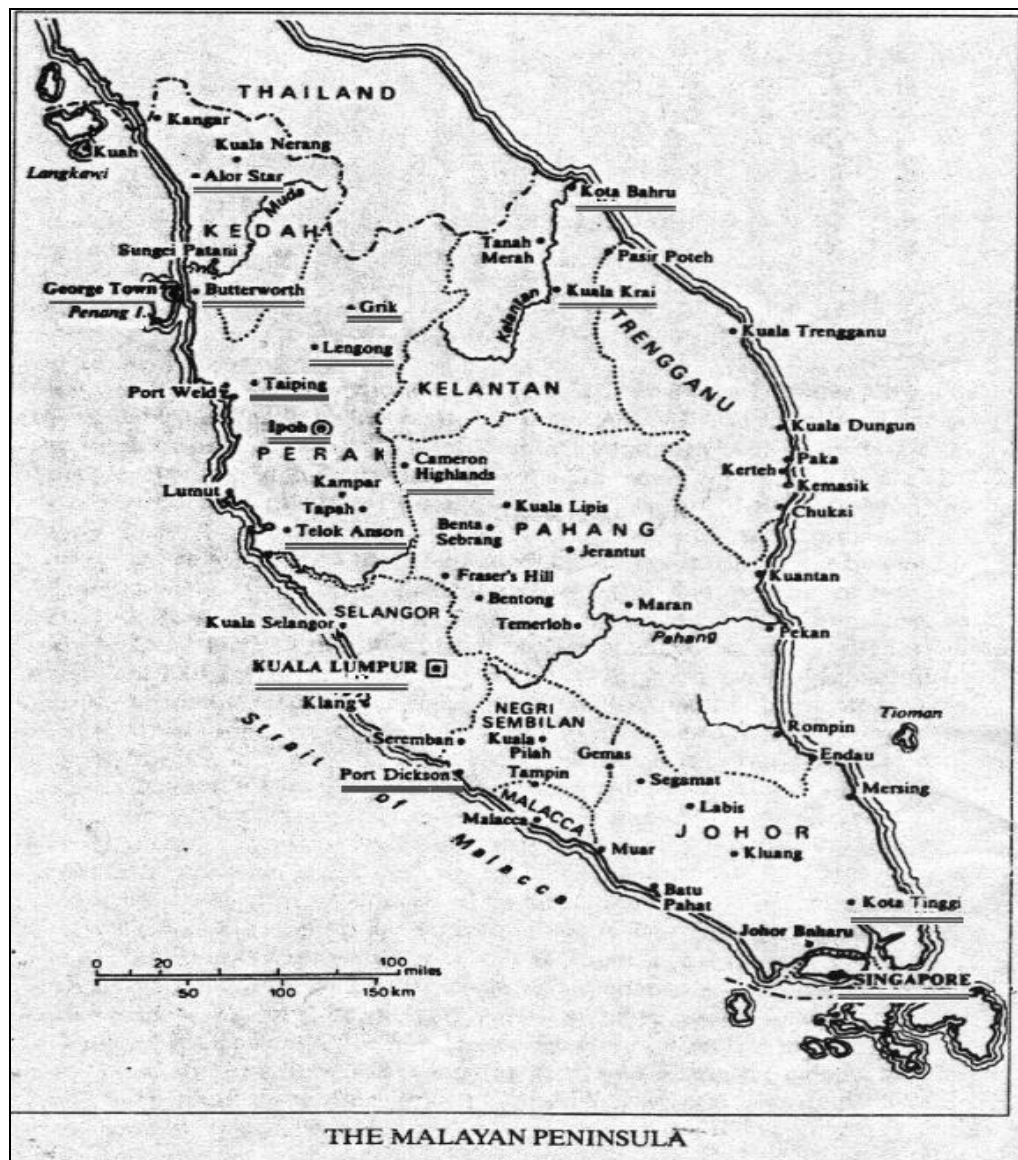 THAILAND
Kangar
Kuah
Langkawi
Kuala Nerang
Alor Star
Muda
KEDAH
Kota Bahru
Sungei Patani
Tanah
Merah
Pasir Poteh
George Town
Butterworth
Penang I.
Grik
Kuala Krai
Kelantan
TRENGGANU
Lengong
Kuala Trengganu
Port Weld
Taiping
KELANTAN
Ipoh
PERAK
Kuala Dungun
Cameron
Highlands
Paka
Kerteh
Kampar
Kemasik
Lumut
Tapah
Kuala Lipis
Chukai
Telok Anson
Benta
Sebrang
PAHANG
Jerantut
Fraser's Hill
Kuantan
SELANGOR
Bentong
Maran
Kuala Selangor
Temerloh
Pahang
Pekan
KUALA LUMPUR
Klang
NEGRI
SEMBILAN
Tioman
Rompin
Seremban
Kuala
Pilah
Gemas
Endau
Port Dickson
Tampin
Segamat
Mersing
MALACCA
Labis
Malacca
JOHOR
Strait of Malacca
Muar
Kluang
Batu
Pahat
Kota Tinggi
Johor Baharu
0 20 100
miles
50 150 km
SINGAPORE
THE MALAYAN PENINSULA